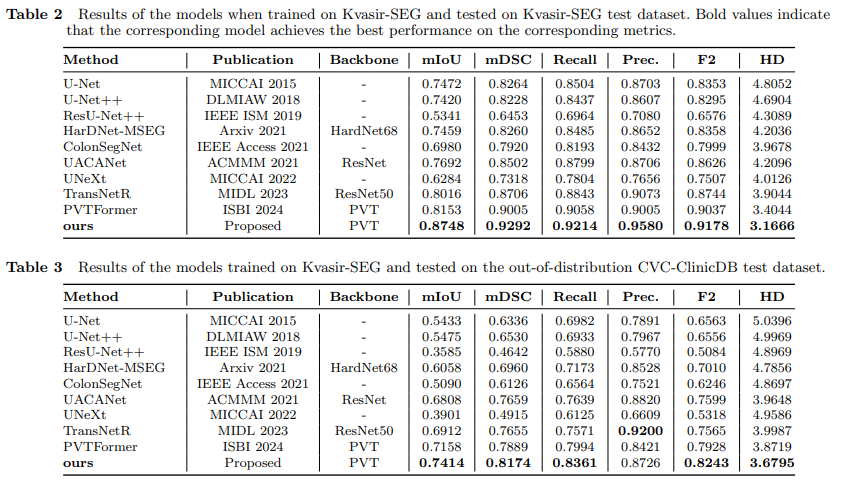 Table 2 Results of the models when trained on Kvasir-SEG and tested on Kvasir-SEG test dataset. Bold values indicate
that the corresponding model achieves the best performance on the corresponding metrics.
Method | Publication | Backbone | mIoU | mDSC | Recall | Prec. | F2 | HD
U-Net | MICCAI 2015 | - | 0.7472 | 0.8264 | 0.8504 | 0.8703 | 0.8353 | 4.8052
U-Net++ | DLMIAW 2018 | - | 0.7420 | 0.8228 | 0.8437 | 0.8607 | 0.8295 | 4.6904
ResU-Net++ | IEEE ISM 2019 | - | 0.5341 | 0.6453 | 0.6964 | 0.7080 | 0.6576 | 4.3089
HarDNet-MSEG | Arxiv 2021 | HardNet68 | 0.7459 | 0.8260 | 0.8485 | 0.8652 | 0.8358 | 4.2036
ColonSegNet | IEEE Access 2021 | - | 0.6980 | 0.7920 | 0.8193 | 0.8432 | 0.7999 | 3.9678
UACANet | ACMMM 2021 | ResNet | 0.7692 | 0.8502 | 0.8799 | 0.8706 | 0.8626 | 4.2096
UNeXt | MICCAI 2022 | - | 0.6284 | 0.7318 | 0.7804 | 0.7656 | 0.7507 | 4.0126
TransNetR | MIDL 2023 | ResNet50 | 0.8016 | 0.8706 | 0.8843 | 0.9073 | 0.8744 | 3.9044
PVTFormer | ISBI 2024 | PVT | 0.8153 | 0.9005 | 0.9058 | 0.9005 | 0.9037 | 3.4044
ours | Proposed | PVT | 0.8748 | 0.9292 | 0.9214 | 0.9580 | 0.9178 | 3.1666
Table 3 Results of the models trained on Kvasir-SEG and tested on the out-of-distribution CVC-ClinicDB test dataset.
Method | Publication | Backbone | mIoU | mDSC | Recall | Prec. | F2 | HD
U-Net | MICCAI 2015 | - | 0.5433 | 0.6336 | 0.6982 | 0.7891 | 0.6563 | 5.0396
U-Net++ | DLMIAW 2018 | - | 0.5475 | 0.6530 | 0.6933 | 0.7967 | 0.6556 | 4.9969
ResU-Net++ | IEEE ISM 2019 | - | 0.3585 | 0.4642 | 0.5880 | 0.5770 | 0.5084 | 4.8969
HarDNet-MSEG | Arxiv 2021 | HardNet68 | 0.6058 | 0.6960 | 0.7173 | 0.8528 | 0.7010 | 4.7856
ColonSegNet | IEEE Access 2021 | - | 0.5090 | 0.6126 | 0.6564 | 0.7521 | 0.6246 | 4.8697
UACANet | ACMMM 2021 | ResNet | 0.6808 | 0.7659 | 0.7639 | 0.8820 | 0.7599 | 3.9648
UNeXt | MICCAI 2022 | - | 0.3901 | 0.4915 | 0.6125 | 0.6609 | 0.5318 | 4.9586
TransNetR | MIDL 2023 | ResNet50 | 0.6912 | 0.7655 | 0.7571 | 0.9200 | 0.7565 | 3.9987
PVTFormer | ISBI 2024 | PVT | 0.7158 | 0.7889 | 0.7994 | 0.8421 | 0.7928 | 3.8719
ours | Proposed | PVT | 0.7414 | 0.8174 | 0.8361 | 0.8726 | 0.8243 | 3.6795